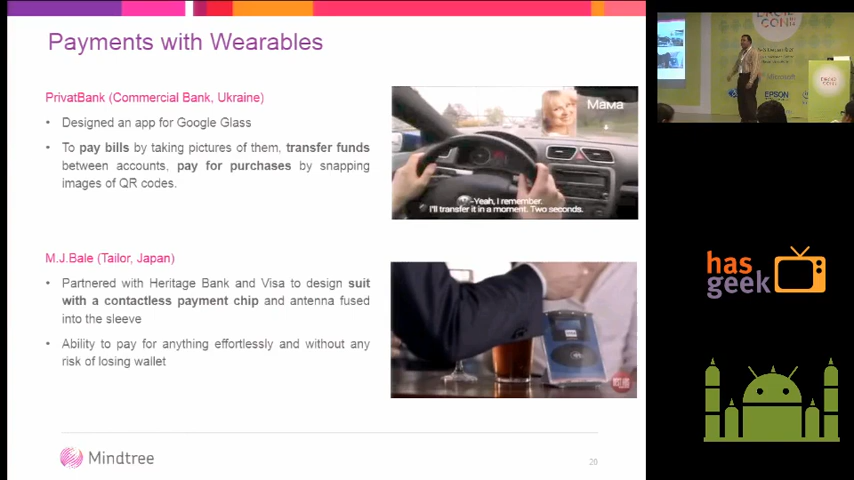 Payments with Wearables
PrivatBank (Commercial Bank, Ukraine)
• Designed an app for Google Glass
• To pay bills by taking pictures of them, transfer funds
between accounts, pay for purchases by snapping
images of QR codes.
Мама
-Yeah, I remember.
I'll transfer it in a moment. Two seconds.
M.J.Bale (Tailor, Japan)
• Partnered with Heritage Bank and Visa to design suit
with a contactless payment chip and antenna fused
into the sleeve
• Ability to pay for anything effortlessly and without any
risk of losing wallet
Mindtree
20
DROID
CON
Microsoft
EPSON
has
geek